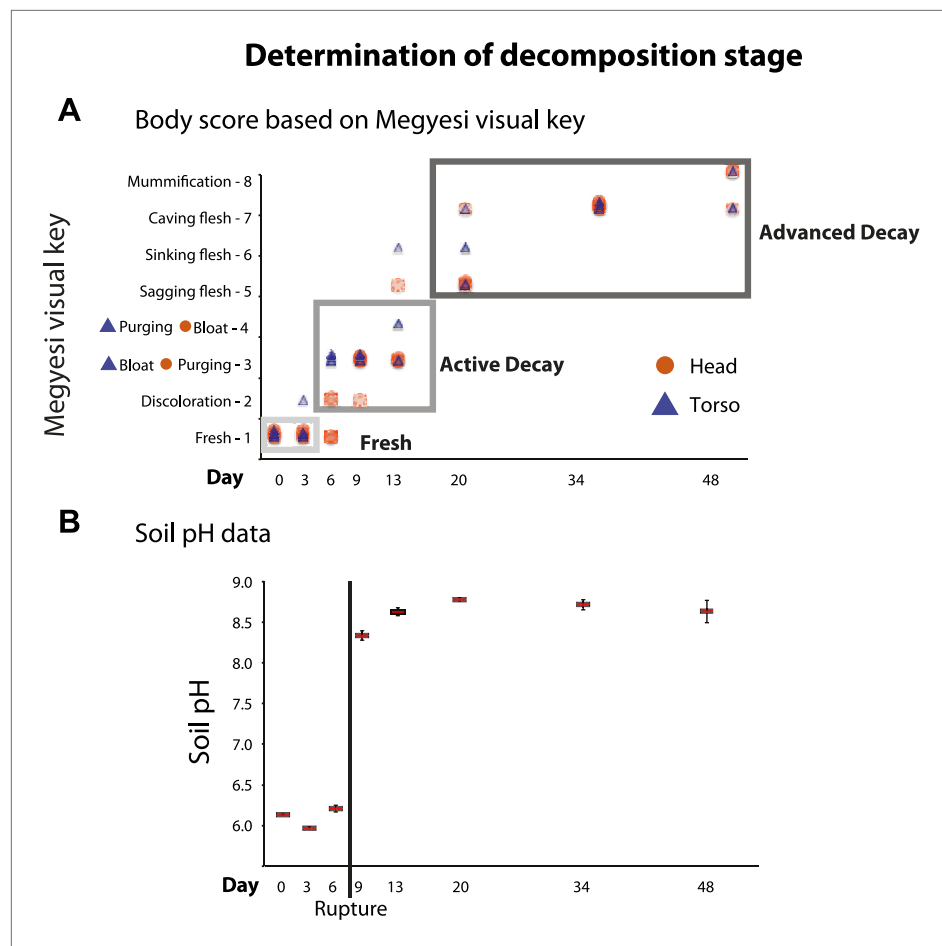 Determination of decomposition stage
A
Body score based on Megyesi visual key
Megyesi visual key
Mummification - 8
Caving flesh - 7
Sinking flesh - 6
Sagging flesh - 5
Purging Bloat - 4
Bloat Purging - 3
Discoloration - 2
Fresh - 1
Advanced Decay
Active Decay
Fresh
Head
Torso
Day 0 3 6 9 13 20 34 48
B
Soil pH data
Soil pH
9.0
8.5
8.0
7.5
7.0
6.5
6.0
Day 0 3 6 9 13 20 34 48
Rupture